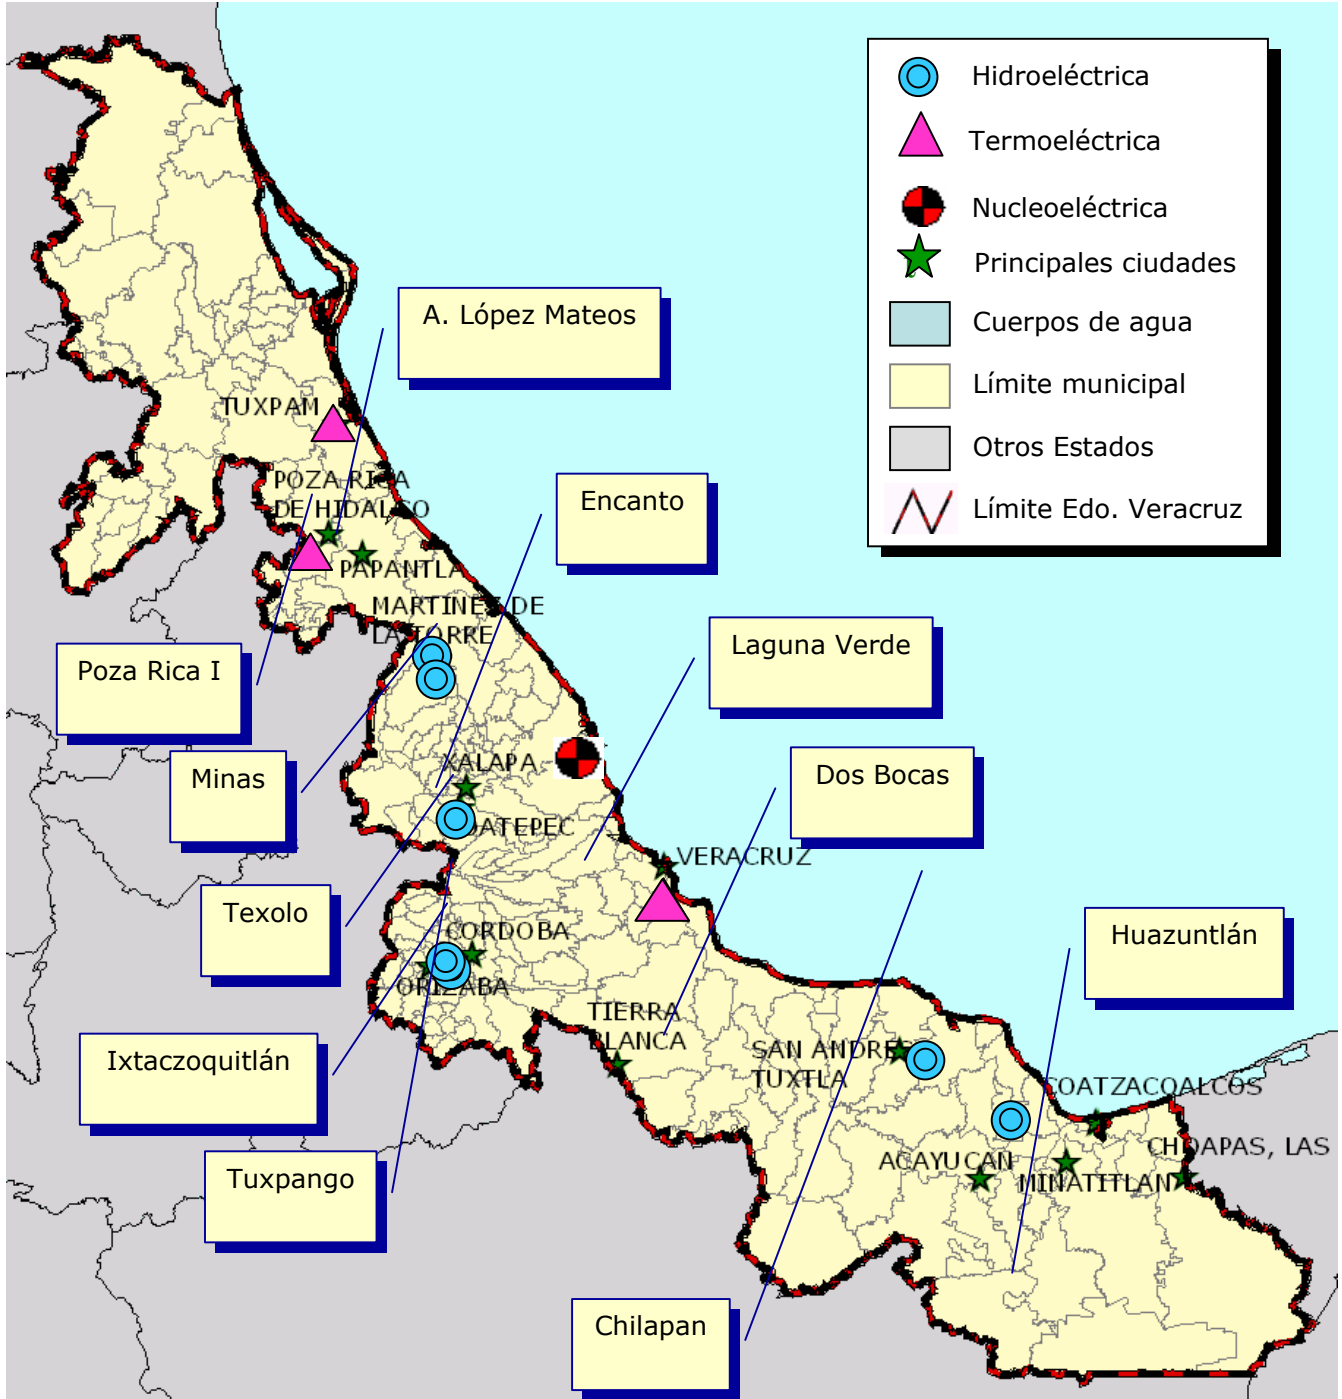 Hidroeléctrica
Termoeléctrica
Nucleoeléctrica
Principales ciudades
Cuerpos de agua
Límite municipal
Otros Estados
Límite Edo. Veracruz
A. López Mateos
TUXPAM
POZA RICA
DE HIDALGO
PAPANTLA
Encanto
MARTINEZ DE
LA TORRE
Laguna Verde
Poza Rica I
Minas
XALAPA
Dos Bocas
OATEPEC
VERACRUZ
Texolo
CORDOBA
ORIZABA
Huazuntlán
TIERRA
BLANCA
Ixtaczoquitlán
SAN ANDRES
TUXTLA
COATZACOALCOS
CHOAPAS, LAS
ACAYUCAN
MINATITLAN
Tuxpango
Chilapan